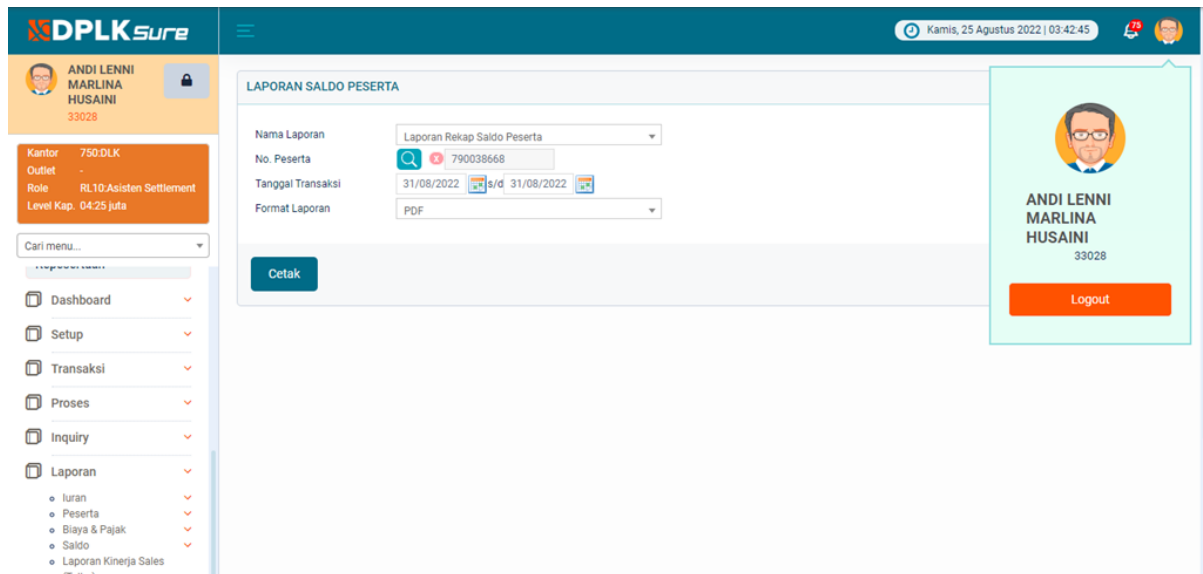 DPLKSure
Kamis, 25 Agustus 2022 | 03:42:45
75
ANDI LENNI
MARLINA
HUSAINI
33028
Kantor 750:DLK
Outlet -
Role RL10:Asisten Settlement
Level Kap. 04:25 juta
Cari menu...
Dashboard
Setup
Transaksi
Proses
Inquiry
Laporan
Iuran
Peserta
Biaya & Pajak
Saldo
Laporan Kinerja Sales
LAPORAN SALDO PESERTA
Nama Laporan Laporan Rekap Saldo Peserta
No. Peserta 790038668
Tanggal Transaksi 31/08/2022 s/d 31/08/2022
Format Laporan PDF
Cetak
ANDI LENNI
MARLINA
HUSAINI
33028
Logout